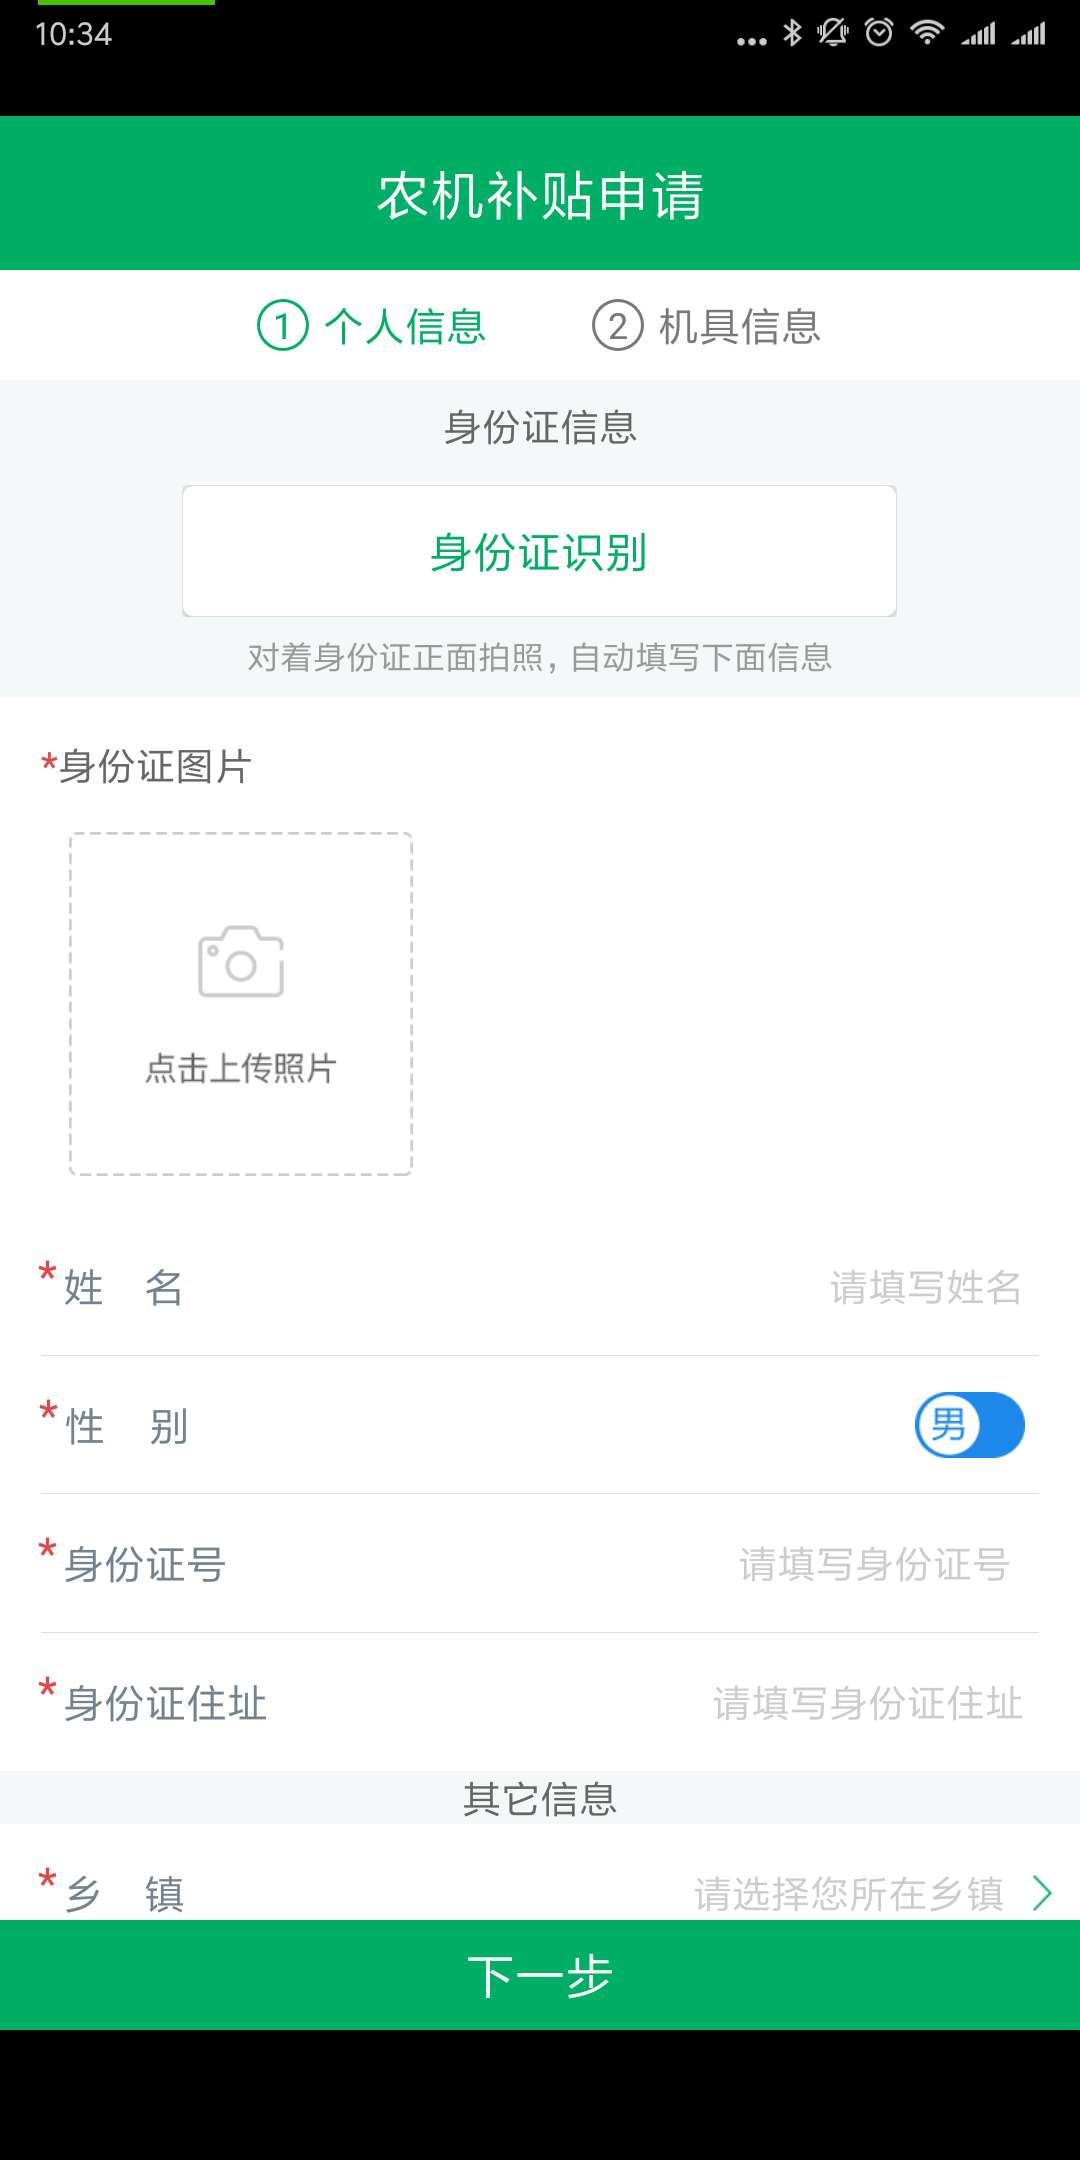 10:34
农机补贴申请
1 个人信息 2 机具信息
身份证信息
身份证识别
对着身份证正面拍照,自动填写下面信息
*身份证图片
点击上传照片
*姓 名 请填写姓名
*性 别 男
*身份证号 请填写身份证号
*身份证住址 请填写身份证住址
其它信息
*乡 镇 请选择您所在乡镇
下一步